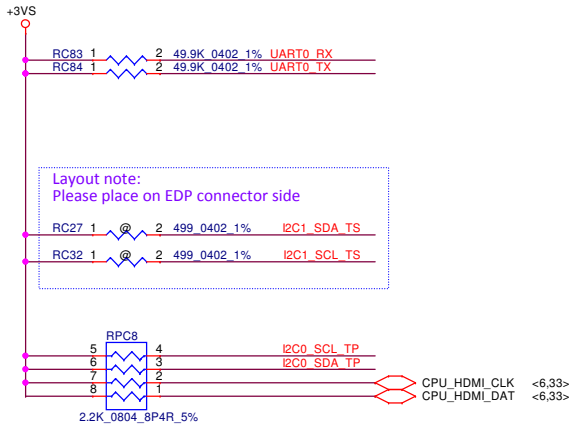 +3VS
RC83 1 2 49.9K_0402_1% UART0_RX
RC84 1 2 49.9K_0402_1% UART0_TX
Layout note:
Please place on EDP connector side
RC27 1 @ 2 499_0402_1% I2C1_SDA_TS
RC32 1 @ 2 499_0402_1% I2C1_SCL_TS
RPC8
5 4 I2C0_SCL_TP
6 3 I2C0_SDA_TP
7 2 CPU_HDMI_CLK <6,33>
8 1 CPU_HDMI_DAT <6,33>
2.2K_0804_8P4R_5%